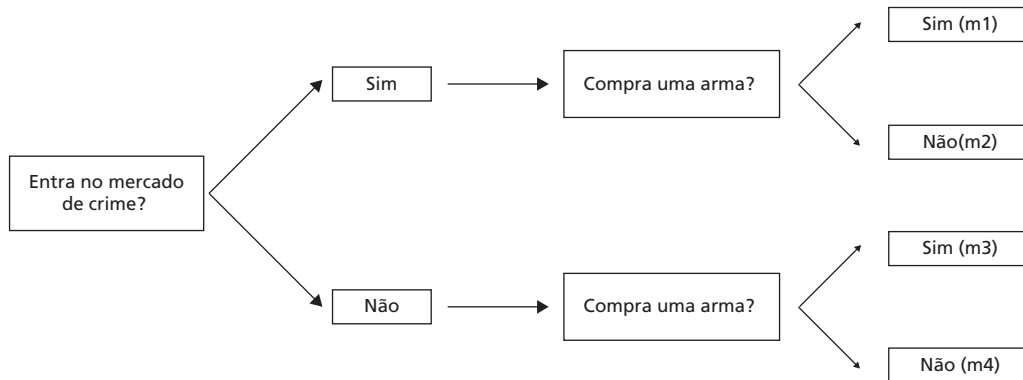 Entra no mercado
de crime?
Sim
Compra uma arma?
Sim (m1)
Não(m2)
Não
Compra uma arma?
Sim (m3)
Não (m4)